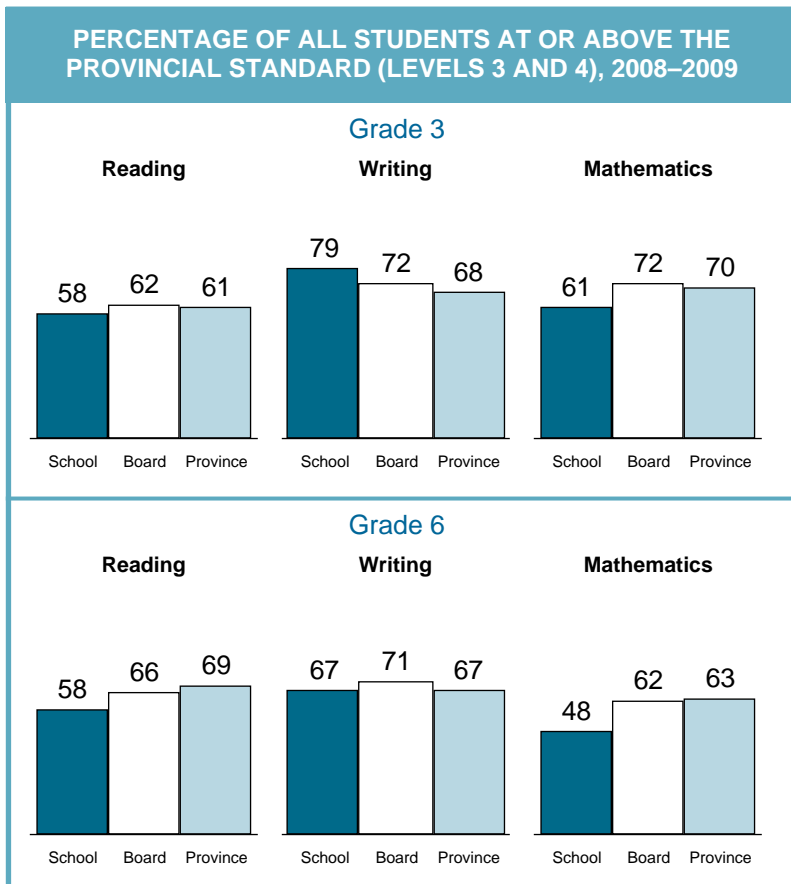 PERCENTAGE OF ALL STUDENTS AT OR ABOVE THE
PROVINCIAL STANDARD (LEVELS 3 AND 4), 2008–2009
Grade 3
Reading Writing Mathematics
58 62 61 79 72 68 61 72 70
School Board Province School Board Province School Board Province
Grade 6
Reading Writing Mathematics
58 66 69 67 71 67 48 62 63
School Board Province School Board Province School Board Province